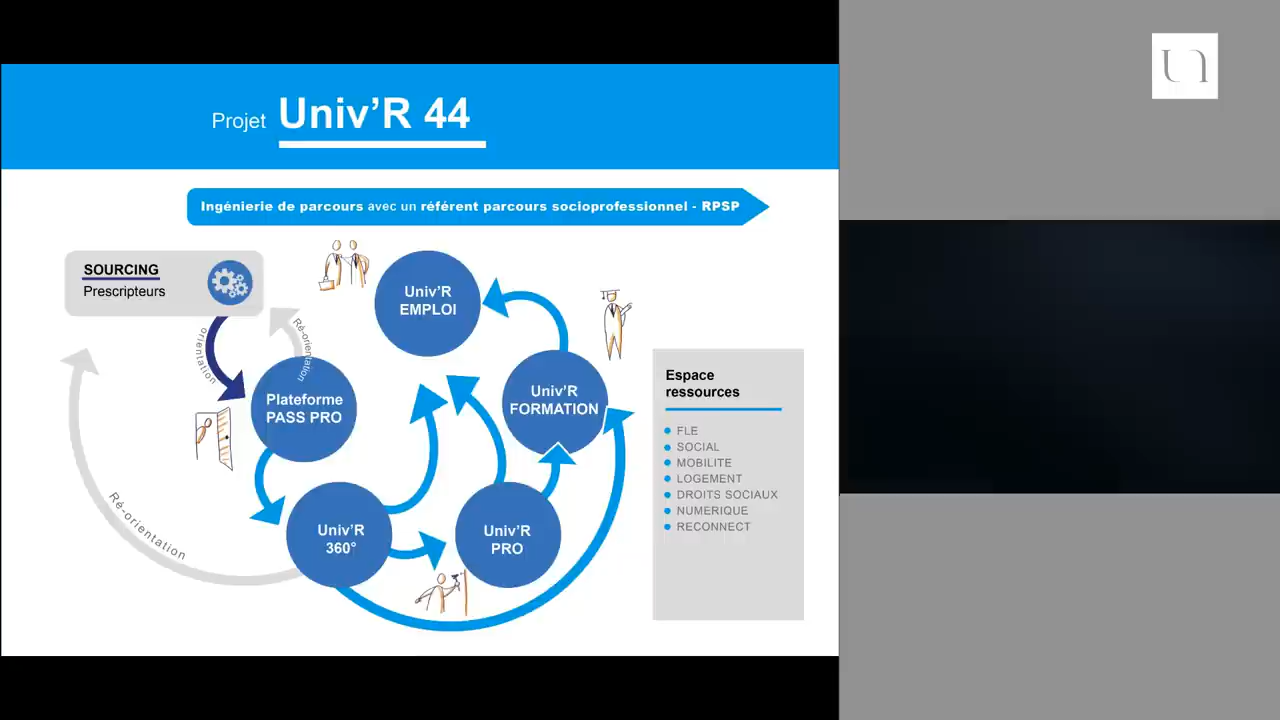 Projet Univ’R 44
Ingénierie de parcours avec un référent parcours socioprofessionnel - RPSP
SOURCING
Prescripteurs
orientation
Ré-orientation
Univ’R
EMPLOI
Plateforme
PASS PRO
Univ’R
FORMATION
Ré-orientation
Univ’R
360°
Univ’R
PRO
Espace
ressources
FLE
SOCIAL
MOBILITE
LOGEMENT
DROITS SOCIAUX
NUMERIQUE
RECONNECT